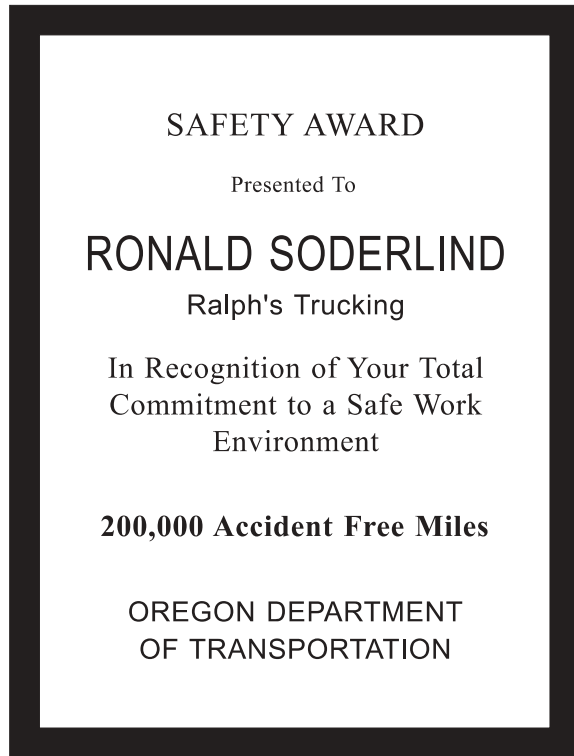 SAFETY AWARD
Presented To
RONALD SODERLIND
Ralph's Trucking
In Recognition of Your Total
Commitment to a Safe Work
Environment
200,000 Accident Free Miles
OREGON DEPARTMENT
OF TRANSPORTATION